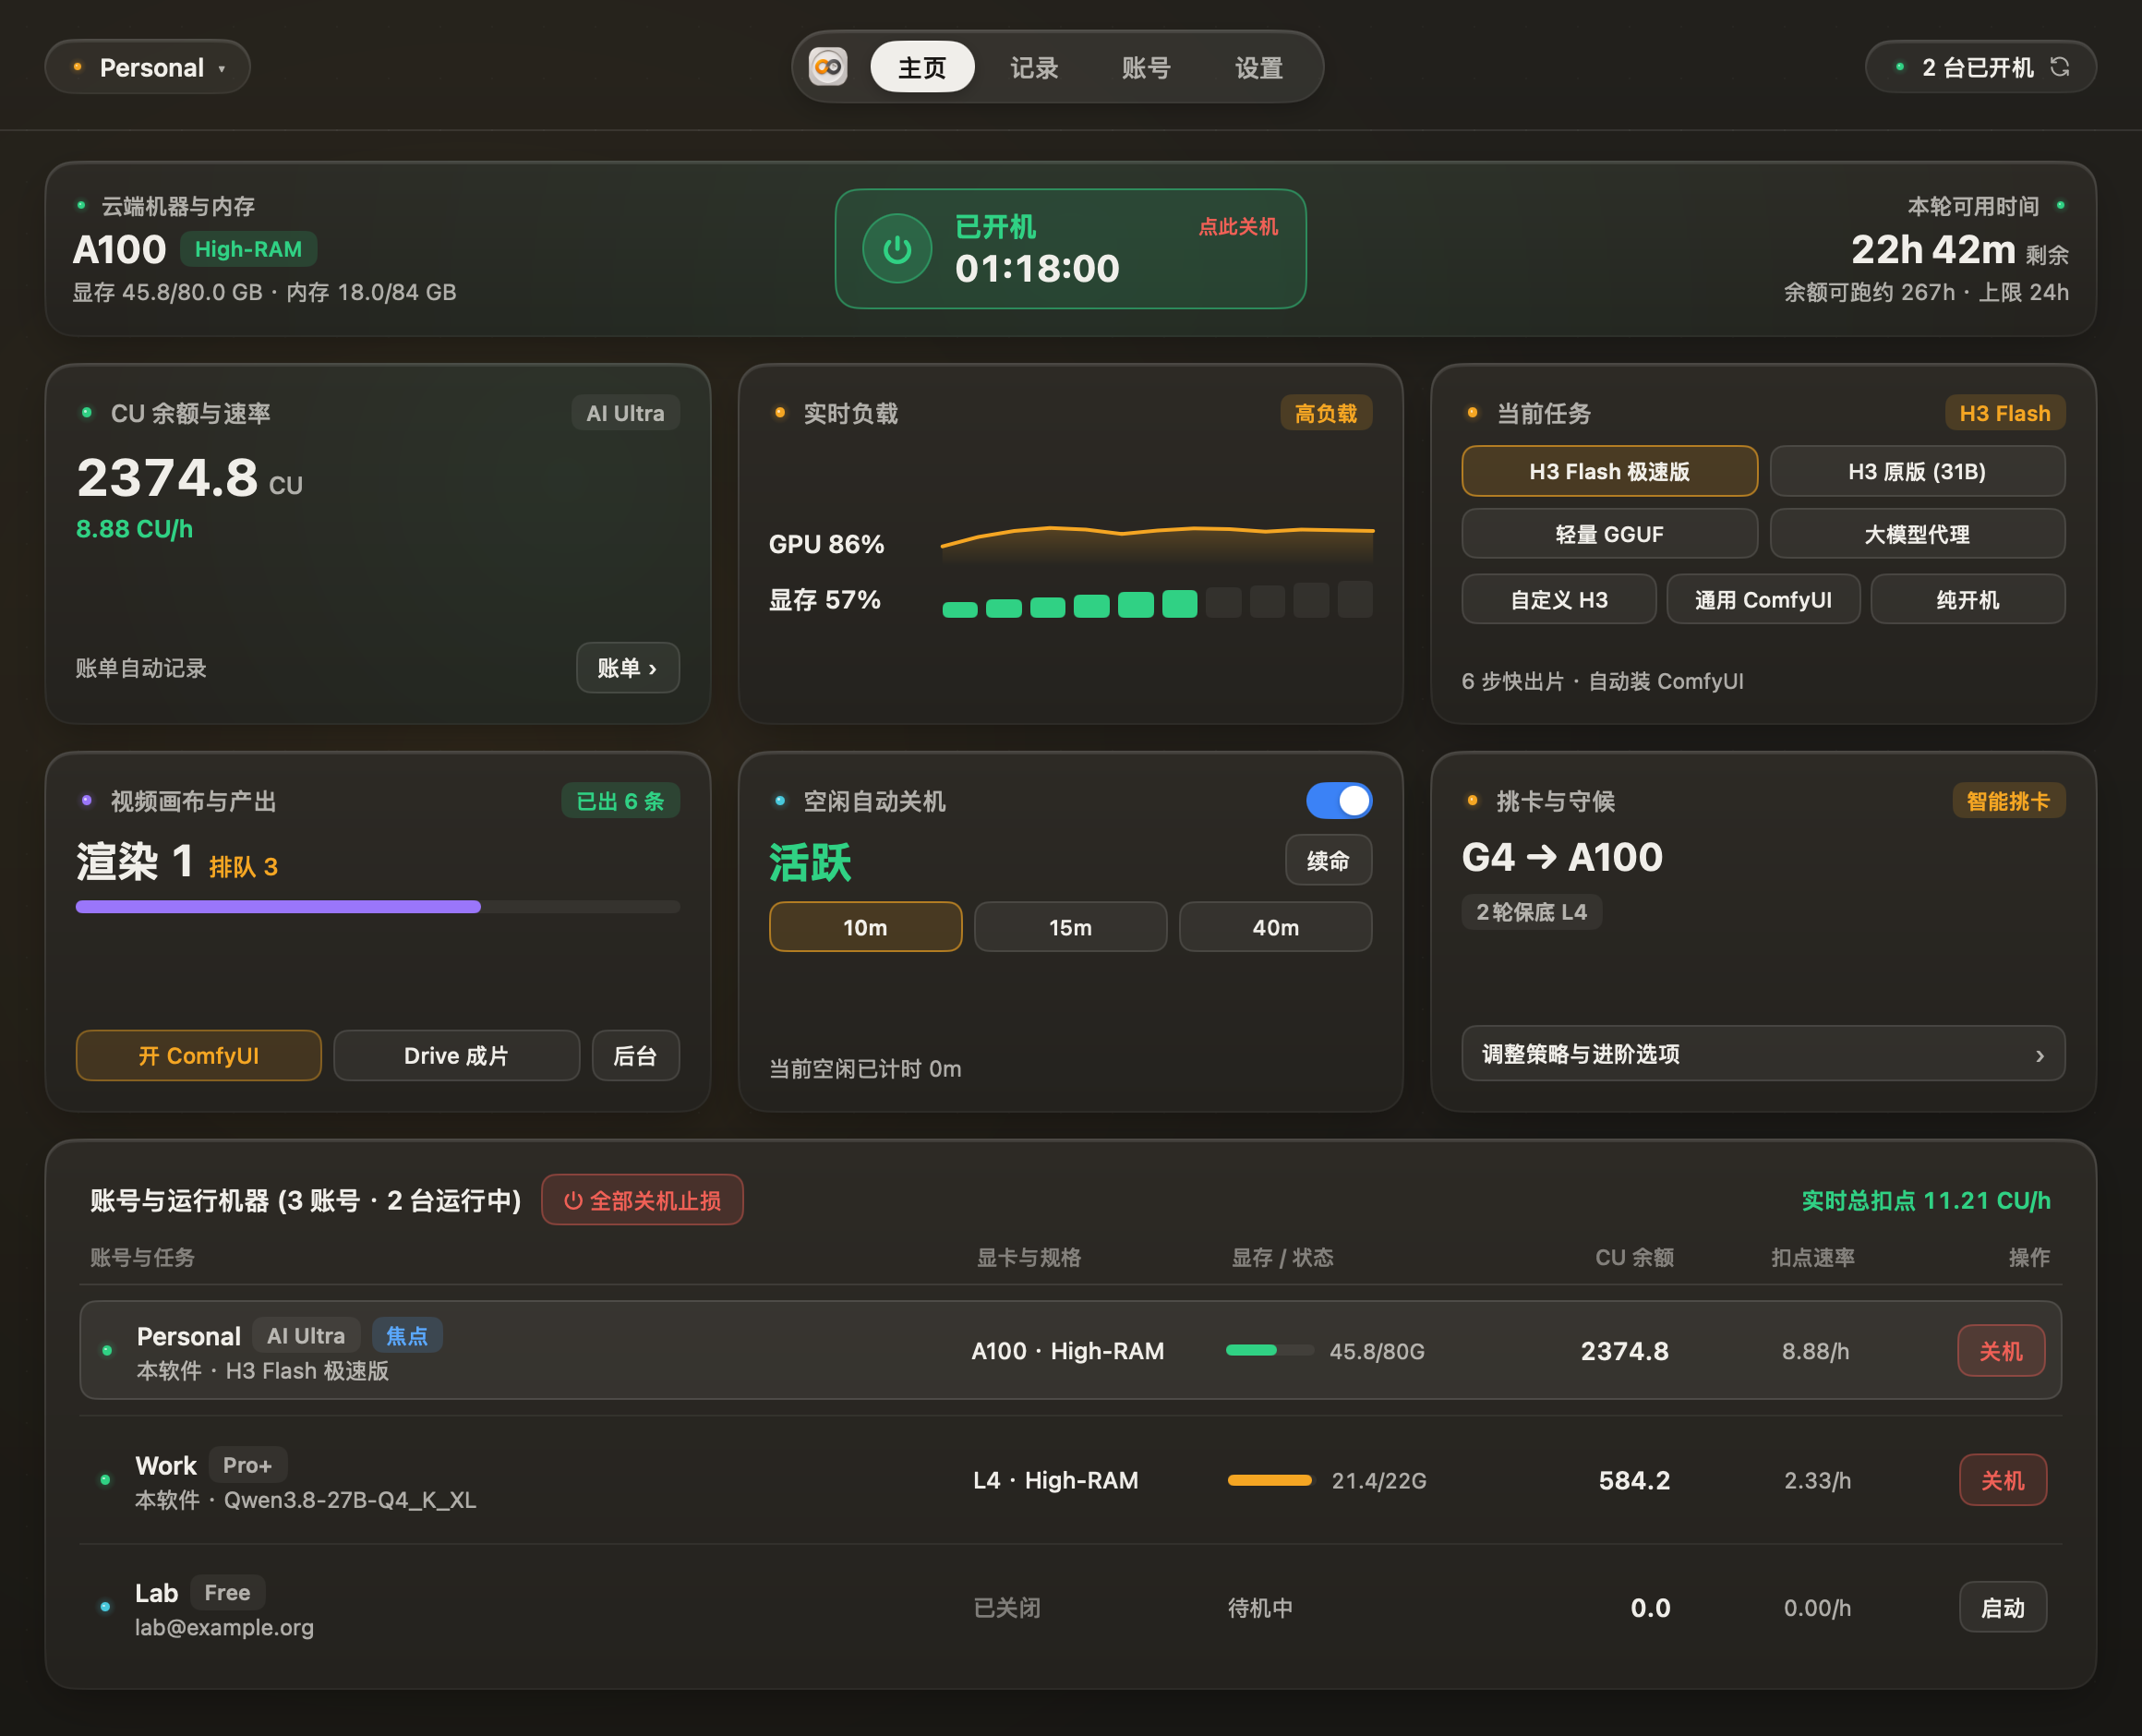 Personal
主页 记录 账号 设置
2 台已开机
云端机器与内存
A100 High-RAM
显存 45.8/80.0 GB · 内存 18.0/84 GB
已开机 点此关机
01:18:00
本轮可用时间
22h 42m 剩余
余额可跑约 267h · 上限 24h
CU 余额与速率 AI Ultra
2374.8 CU
8.88 CU/h
账单自动记录 账单 ›
实时负载 高负载
GPU 86%
显存 57%
当前任务 H3 Flash
H3 Flash 极速版 H3 原版 (31B)
轻量 GGUF 大模型代理
自定义 H3 通用 ComfyUI 纯开机
6 步快出片 · 自动装 ComfyUI
视频画布与产出 已出 6 条
渲染 1 排队 3
开 ComfyUI Drive 成片 后台
空闲自动关机
活跃 续命
10m 15m 40m
当前空闲已计时 0m
挑卡与守候 智能挑卡
G4 → A100
2轮保底 L4
调整策略与进阶选项 ›
账号与运行机器 (3 账号 · 2 台运行中) 全部关机止损 实时总扣点 11.21 CU/h
账号与任务 显卡与规格 显存 / 状态 CU 余额 扣点速率 操作
Personal AI Ultra 焦点
本软件 · H3 Flash 极速版
A100 · High-RAM 45.8/80G 2374.8 8.88/h 关机
Work Pro+
本软件 · Qwen3.8-27B-Q4_K_XL
L4 · High-RAM 21.4/22G 584.2 2.33/h 关机
Lab Free
lab@example.org
已关闭 待机中 0.0 0.00/h 启动